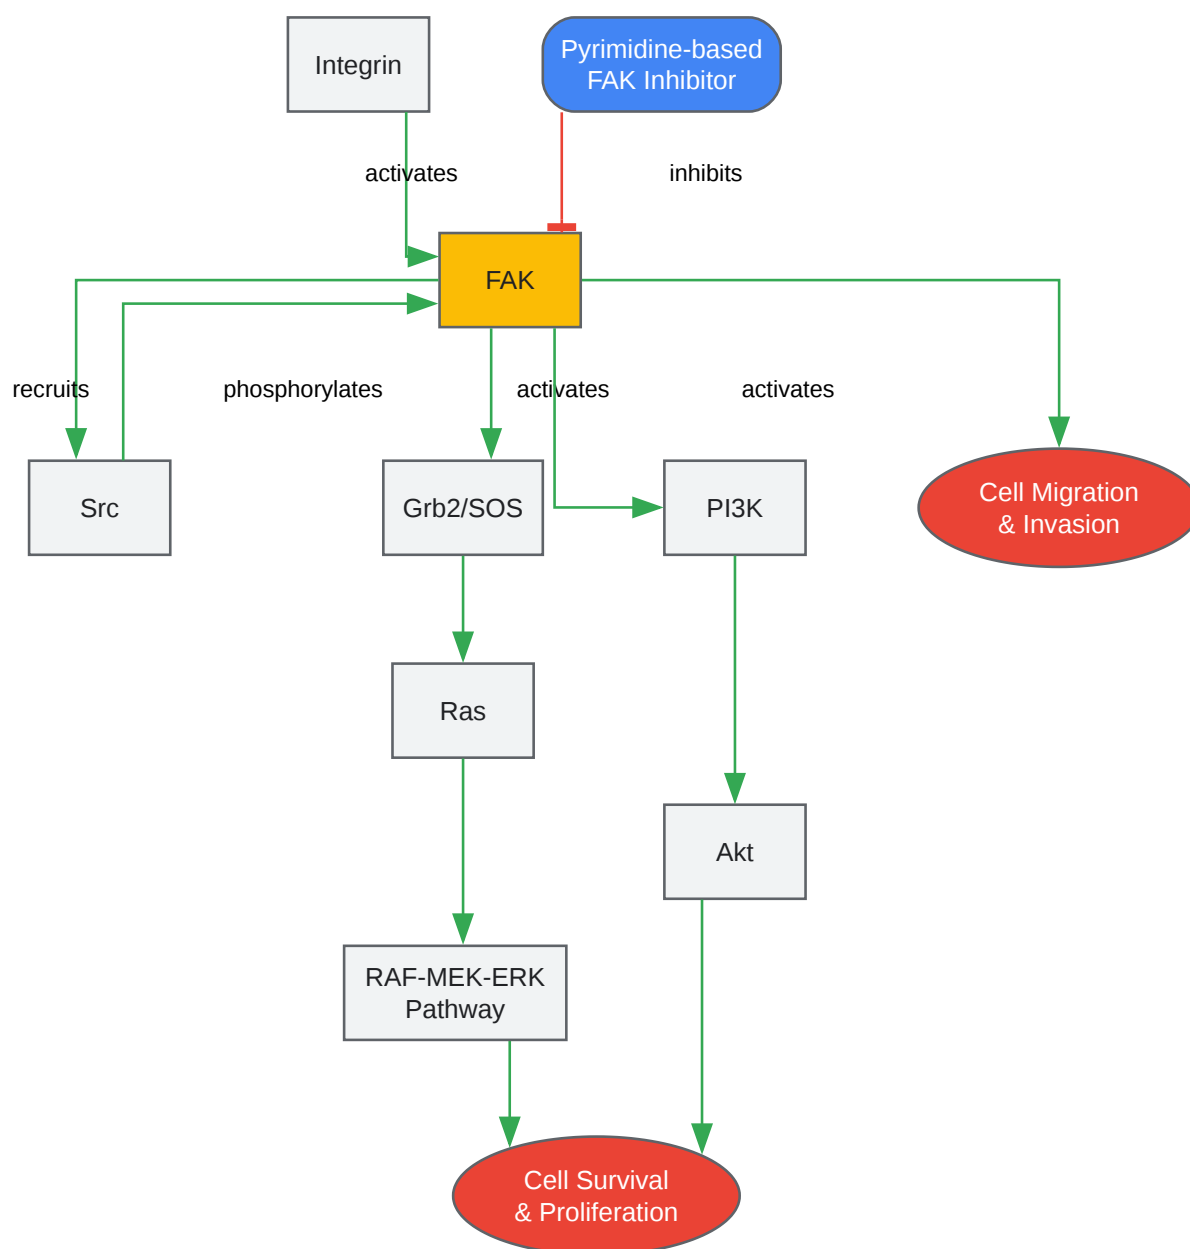 Integrin
Pyrimidine-based
FAK Inhibitor
activates
inhibits
FAK
recruits
phosphorylates
activates
activates
Src
Grb2/SOS
PI3K
Cell Migration
& Invasion
Ras
Akt
RAF-MEK-ERK
Pathway
Cell Survival
& Proliferation